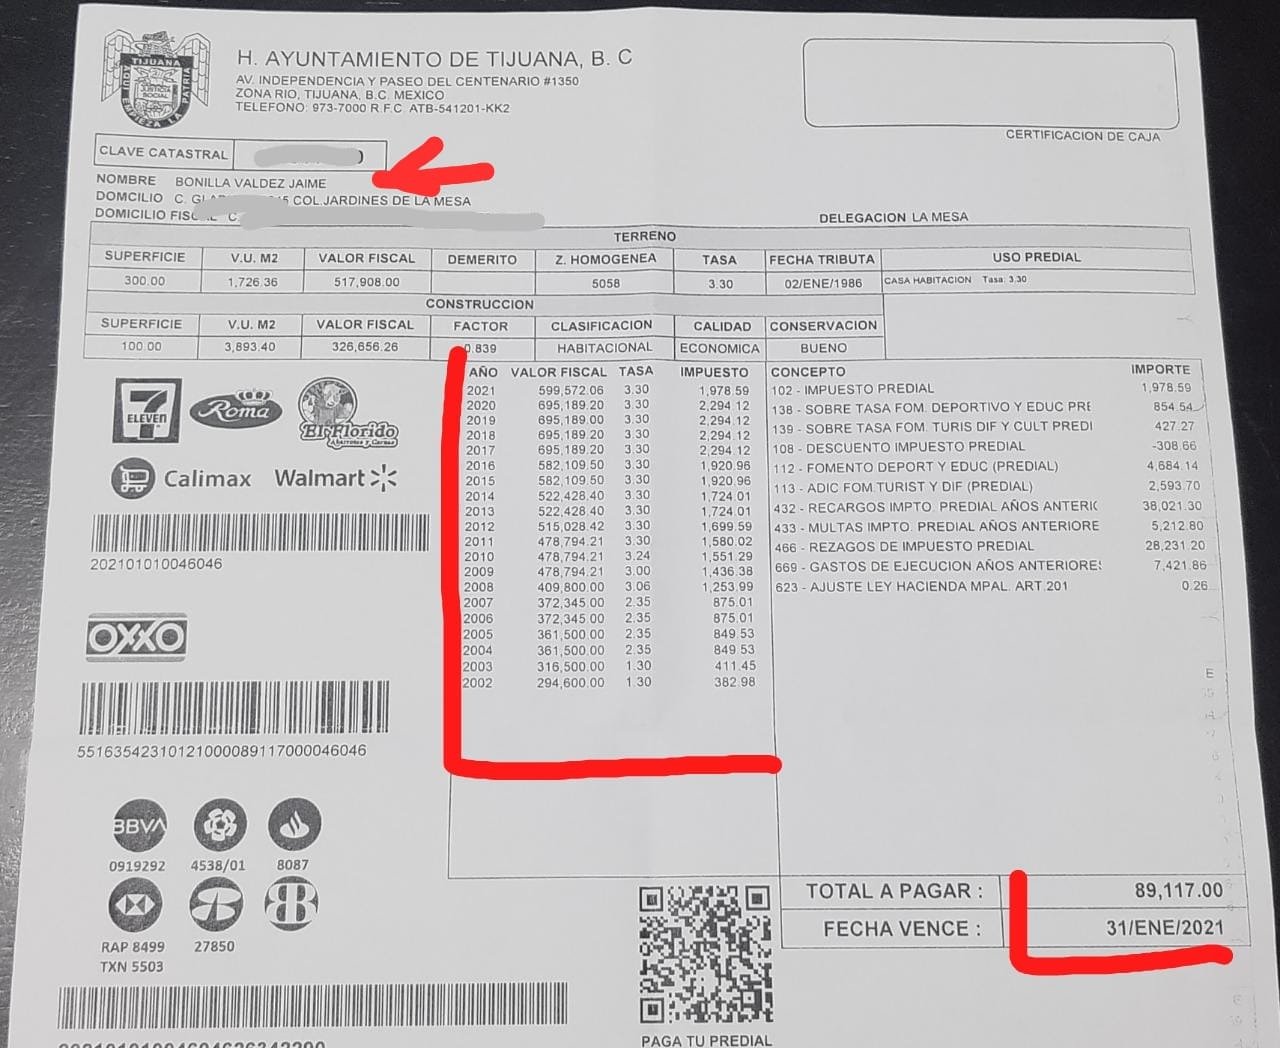 TIJUANA
JUSTICIA SOCIAL
AQUI EMPIEZA LA PATRIA
H. AYUNTAMIENTO DE TIJUANA, B. C
AV. INDEPENDENCIA Y PASEO DEL CENTENARIO #1350
ZONA RIO, TIJUANA, B.C. MEXICO
TELEFONO: 973-7000 R.F.C. ATB-541201-KK2
CERTIFICACION DE CAJA
CLAVE CATASTRAL
NOMBRE BONILLA VALDEZ JAIME
DOMCILIO C. COL.JARDINES DE LA MESA
DOMICILIO C.
DELEGACION LA MESA
TERRENO
SUPERFICIE V.U. M2 VALOR FISCAL DEMERITO Z. HOMOGENEA TASA FECHA TRIBUTA USO PREDIAL
300.00 1,726.36 517,908.00 5058 3.30 02/ENE/1986 CASA HABITACION Tasa: 3.30
CONSTRUCCION
SUPERFICIE V.U. M2 VALOR FISCAL FACTOR CLASIFICACION CALIDAD CONSERVACION
100.00 3,893.40 326,656.26 0.839 HABITACIONAL ECONOMICA BUENO
AÑO VALOR FISCAL TASA IMPUESTO
2021 599,572.06 3.30 1,978.59
2020 695,189.20 3.30 2,294.12
2019 695,189.00 3.30 2,294.12
2018 695,189.20 3.30 2,294.12
2017 695,189.20 3.30 2,294.12
2016 582,109.50 3.30 1,920.96
2015 582,109.50 3.30 1,920.96
2014 522,428.40 3.30 1,724.01
2013 522,428.40 3.30 1,724.01
2012 515,028.42 3.30 1,699.59
2011 478,794.21 3.30 1,580.02
2010 478,794.21 3.24 1,551.29
2009 478,794.21 3.00 1,436.38
2008 409,800.00 3.06 1,253.99
2007 372,345.00 2.35 875.01
2006 372,345.00 2.35 875.01
2005 361,500.00 2.35 849.53
2004 361,500.00 2.35 849.53
2003 316,500.00 1.30 411.45
2002 294,600.00 1.30 382.98
CONCEPTO IMPORTE
102 - IMPUESTO PREDIAL 1,978.59
138 - SOBRE TASA FOM. DEPORTIVO Y EDUC PRE 854.54
139 - SOBRE TASA FOM. TURIS DIF Y CULT PREDI 427.27
108 - DESCUENTO IMPUESTO PREDIAL -308.66
112 - FOMENTO DEPORT Y EDUC (PREDIAL) 4,684.14
113 - ADIC FOM.TURIST Y DIF (PREDIAL) 2,593.70
432 - RECARGOS IMPTO. PREDIAL AÑOS ANTERIO 38,021.30
433 - MULTAS IMPTO. PREDIAL AÑOS ANTERIORE 5,212.80
466 - REZAGOS DE IMPUESTO PREDIAL 28,231.20
669 - GASTOS DE EJECUCION AÑOS ANTERIORES 7,421.86
623 - AJUSTE LEY HACIENDA MPAL. ART.201 0.26
7 ELEVEN
Roma
El Florido
Abarrotes y Carnes
Calimax
Walmart
202101010046046
OXXO
55163542310121000089117000046046
BBVA
0919292 4538/01 8087
RAP 8499 27850
TXN 5503
TOTAL A PAGAR : 89,117.00
FECHA VENCE : 31/ENE/2021
PAGA TU PREDIAL